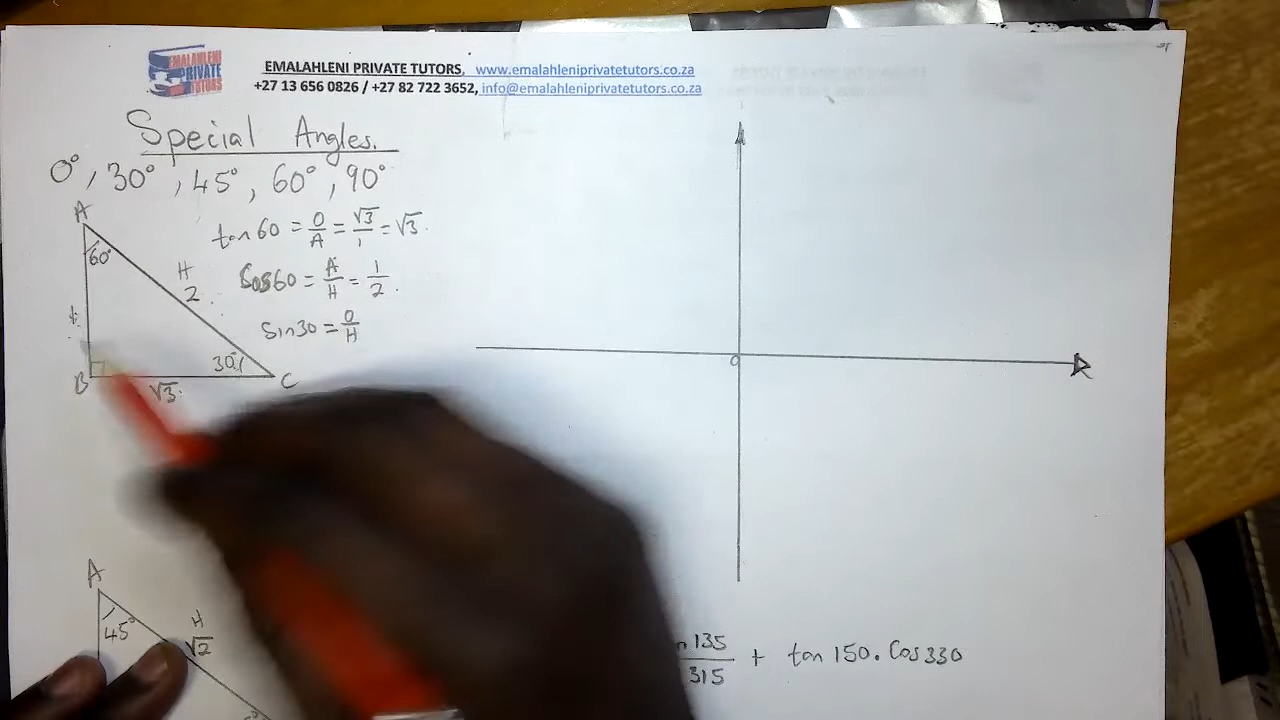 EMALAHLENI
PRIVATE
TUTORS
EMALAHLENI PRIVATE TUTORS, www.emalahleniprivatetutors.co.za
+27 13 656 0826 / +27 82 722 3652, info@emalahleniprivatetutors.co.za
Special Angles.
0°, 30°, 45°, 60°, 90°
A
tan 60 = O/A = √3/1 = √3.
60°
H
2
Cos60 = A/H = 1/2.
Sin30 = O/H
30°
B
√3
C
0
A
45°
H
√2
135
315
+ tan 150. Cos330